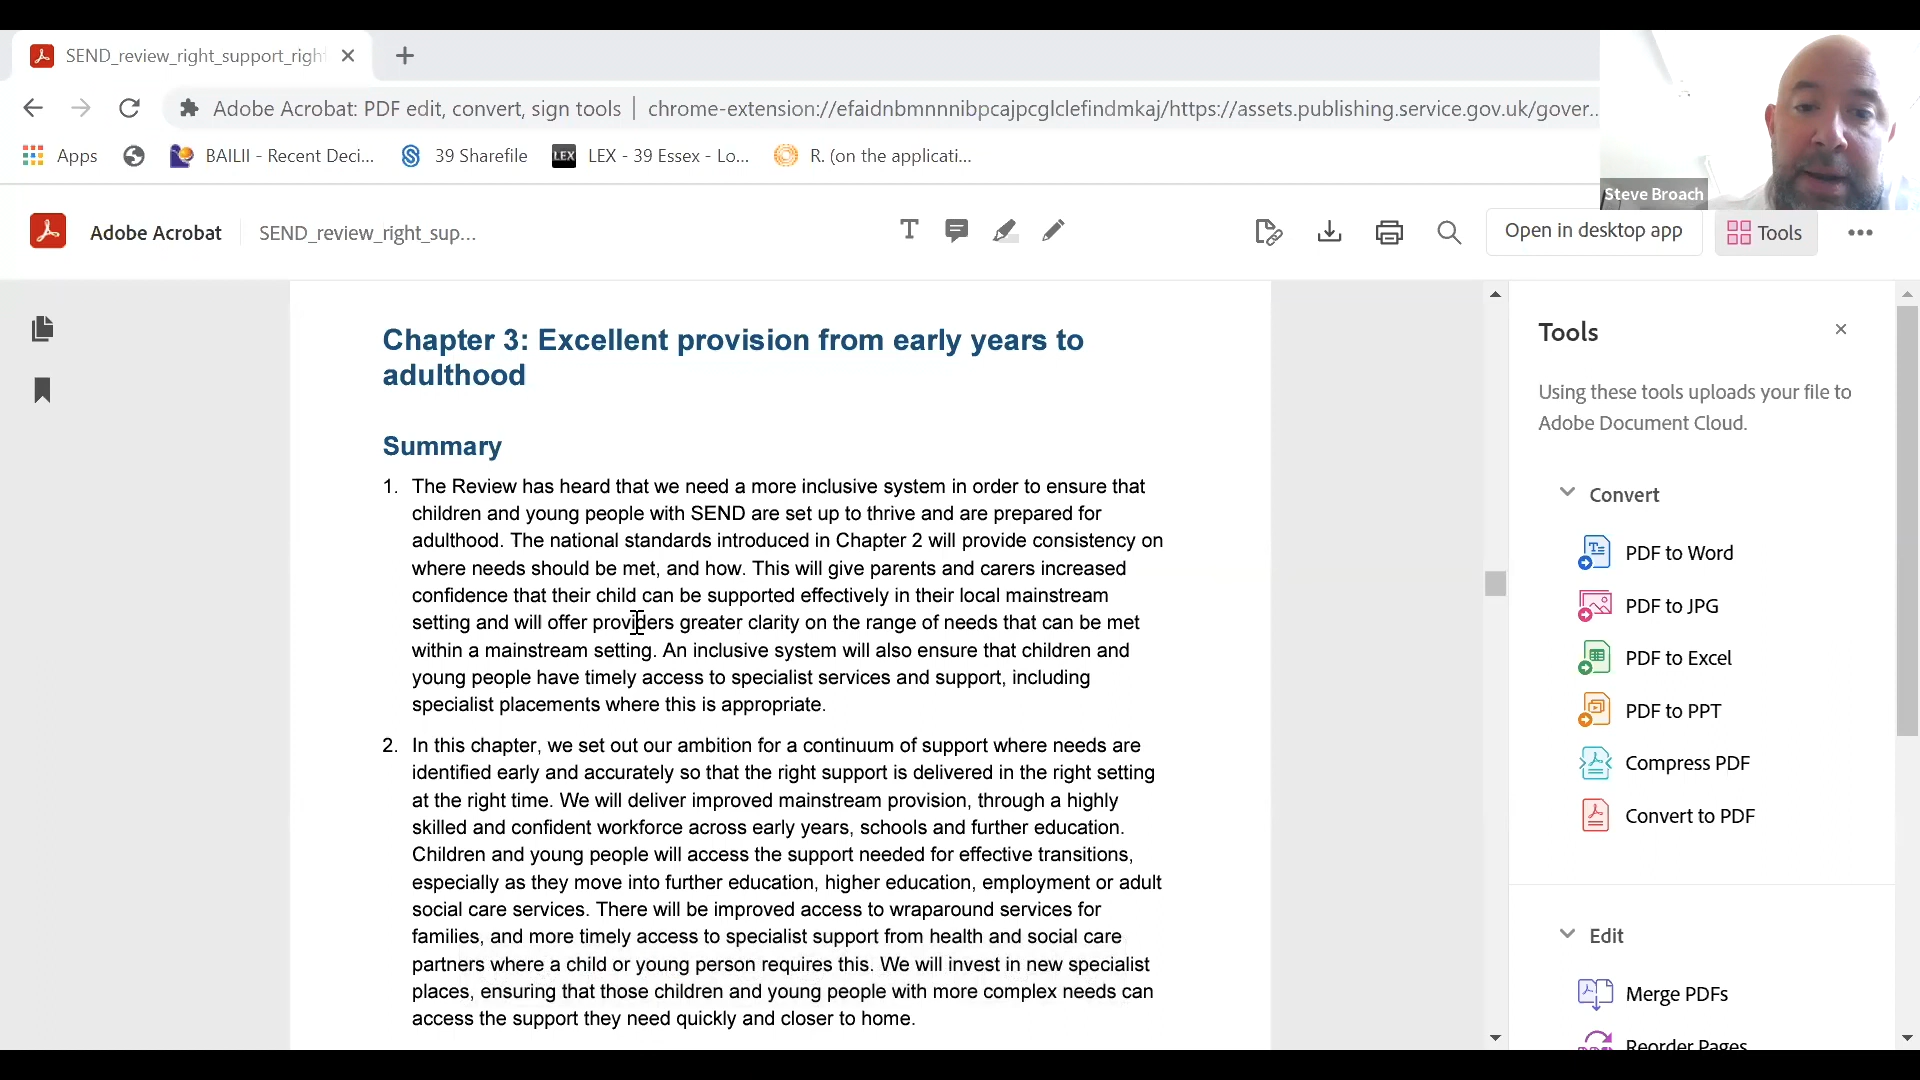 SEND_review_right_support_righ
Adobe Acrobat: PDF edit, convert, sign tools
chrome-extension://efaidnbmnnnibpcajpcglclefindmkaj/https://assets.publishing.service.gov.uk/gover...
Apps
BAILII - Recent Deci...
39 Sharefile
LEX
LEX - 39 Essex - Lo...
R. (on the applicati...
Steve Broach
Adobe Acrobat
SEND_review_right_sup...
T
Open in desktop app
Tools
Chapter 3: Excellent provision from early years to
adulthood
Summary
1. The Review has heard that we need a more inclusive system in order to ensure that
children and young people with SEND are set up to thrive and are prepared for
adulthood. The national standards introduced in Chapter 2 will provide consistency on
where needs should be met, and how. This will give parents and carers increased
confidence that their child can be supported effectively in their local mainstream
setting and will offer providers greater clarity on the range of needs that can be met
within a mainstream setting. An inclusive system will also ensure that children and
young people have timely access to specialist services and support, including
specialist placements where this is appropriate.
2. In this chapter, we set out our ambition for a continuum of support where needs are
identified early and accurately so that the right support is delivered in the right setting
at the right time. We will deliver improved mainstream provision, through a highly
skilled and confident workforce across early years, schools and further education.
Children and young people will access the support needed for effective transitions,
especially as they move into further education, higher education, employment or adult
social care services. There will be improved access to wraparound services for
families, and more timely access to specialist support from health and social care
partners where a child or young person requires this. We will invest in new specialist
places, ensuring that those children and young people with more complex needs can
access the support they need quickly and closer to home.
Tools
Using these tools uploads your file to
Adobe Document Cloud.
Convert
PDF to Word
PDF to JPG
PDF to Excel
PDF to PPT
Compress PDF
Convert to PDF
Edit
Merge PDFs
Reorder Pages